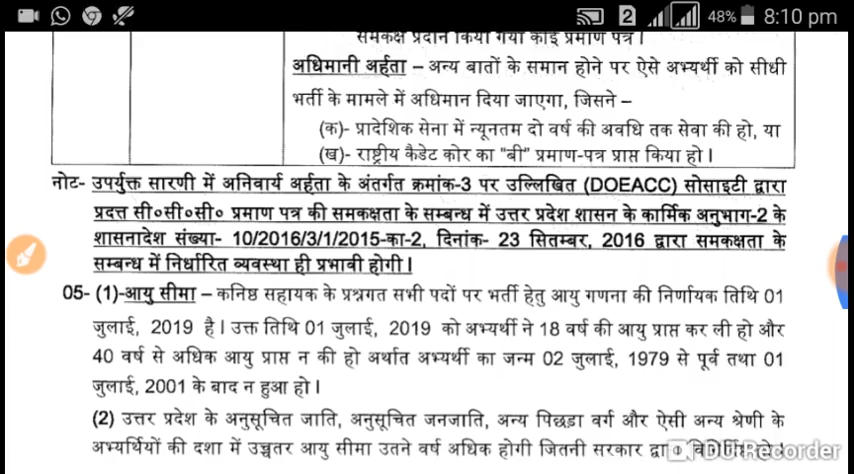 2 48% 8:10 pm
समकक्ष प्रदान किया गया कोई प्रमाण पत्र।
अधिमानी अर्हता – अन्य बातों के समान होने पर ऐसे अभ्यर्थी को सीधी
भर्ती के मामले में अधिमान दिया जाएगा, जिसने –
(क)- प्रादेशिक सेना में न्यूनतम दो वर्ष की अवधि तक सेवा की हो, या
(ख)- राष्ट्रीय कैडेट कोर का "बी" प्रमाण-पत्र प्राप्त किया हो।
नोट- उपर्युक्त सारणी में अनिवार्य अर्हता के अंतर्गत क्रमांक-3 पर उल्लिखित (DOEACC) सोसाइटी द्वारा
प्रदत्त सी०सी०सी० प्रमाण पत्र की समकक्षता के सम्बन्ध में उत्तर प्रदेश शासन के कार्मिक अनुभाग-2 के
शासनादेश संख्या- 10/2016/3/1/2015-का-2, दिनांक- 23 सितम्बर, 2016 द्वारा समकक्षता के
सम्बन्ध में निर्धारित व्यवस्था ही प्रभावी होगी।
05- (1)-आयु सीमा – कनिष्ठ सहायक के प्रश्नगत सभी पदों पर भर्ती हेतु आयु गणना की निर्णायक तिथि 01
जुलाई, 2019 है। उक्त तिथि 01 जुलाई, 2019 को अभ्यर्थी ने 18 वर्ष की आयु प्राप्त कर ली हो और
40 वर्ष से अधिक आयु प्राप्त न की हो अर्थात अभ्यर्थी का जन्म 02 जुलाई, 1979 से पूर्व तथा 01
जुलाई, 2001 के बाद न हुआ हो।
(2) उत्तर प्रदेश के अनुसूचित जाति, अनुसूचित जनजाति, अन्य पिछड़ा वर्ग और ऐसी अन्य श्रेणी के
अभ्यर्थियों की दशा में उच्चतर आयु सीमा उतने वर्ष अधिक होगी जितनी सरकार
DU Recorder